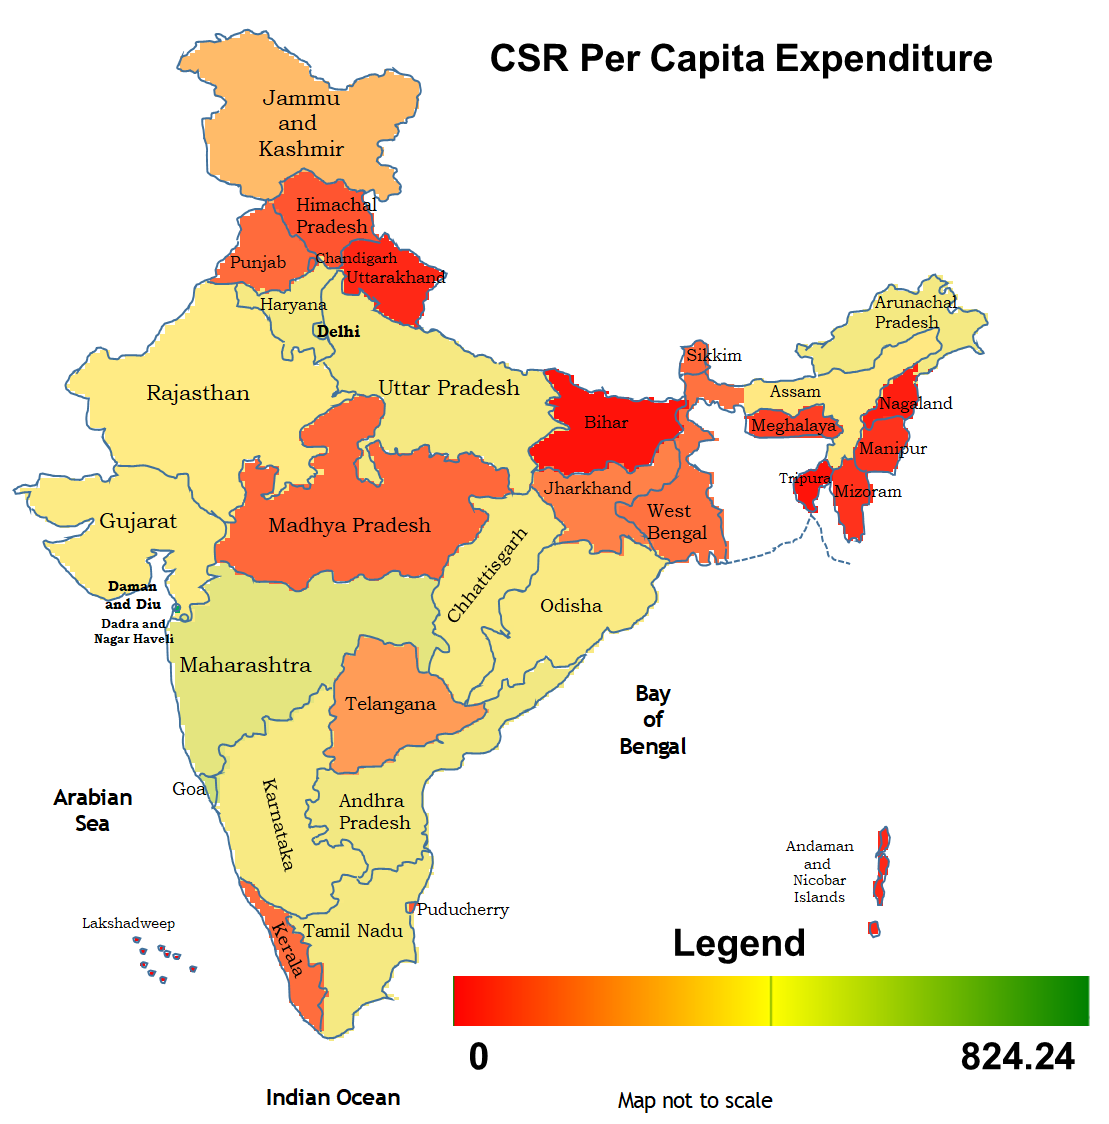 CSR Per Capita Expenditure
Jammu
and
Kashmir
Himachal
Pradesh
Punjab
Chandigarh
Uttarakhand
Haryana
Delhi
Arunachal
Pradesh
Sikkim
Rajasthan
Uttar Pradesh
Assam
Nagaland
Bihar
Meghalaya
Manipur
Tripura
Mizoram
Jharkhand
Gujarat
Madhya Pradesh
West
Bengal
Chhattisgarh
Daman
and Diu
Dadra and
Nagar Haveli
Odisha
Maharashtra
Telangana
Bay
of
Bengal
Goa
Arabian
Sea
Karnataka
Andhra
Pradesh
Andaman
and
Nicobar
Islands
Lakshadweep
Kerala
Tamil Nadu
Puducherry
Legend
0
824.24
Indian Ocean
Map not to scale